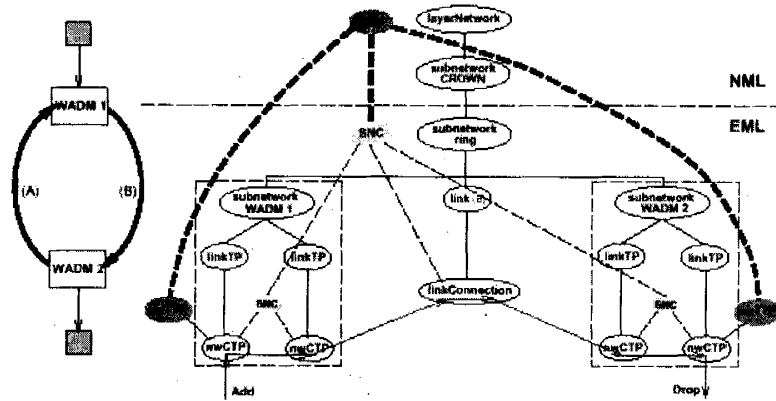 layerNetwork
subnetwork
CROWN
NML
EML
WADM 1
SNC
subnetwork
ring
(A)
(B)
subnetwork
WADM 1
link
subnetwork
WADM 2
WADM 2
linkTP
linkTP
linkTP
linkTP
SNC
linkConnection
SNC
nwCTP
nwCTP
nwCTP
nwCTP
Add
Drop